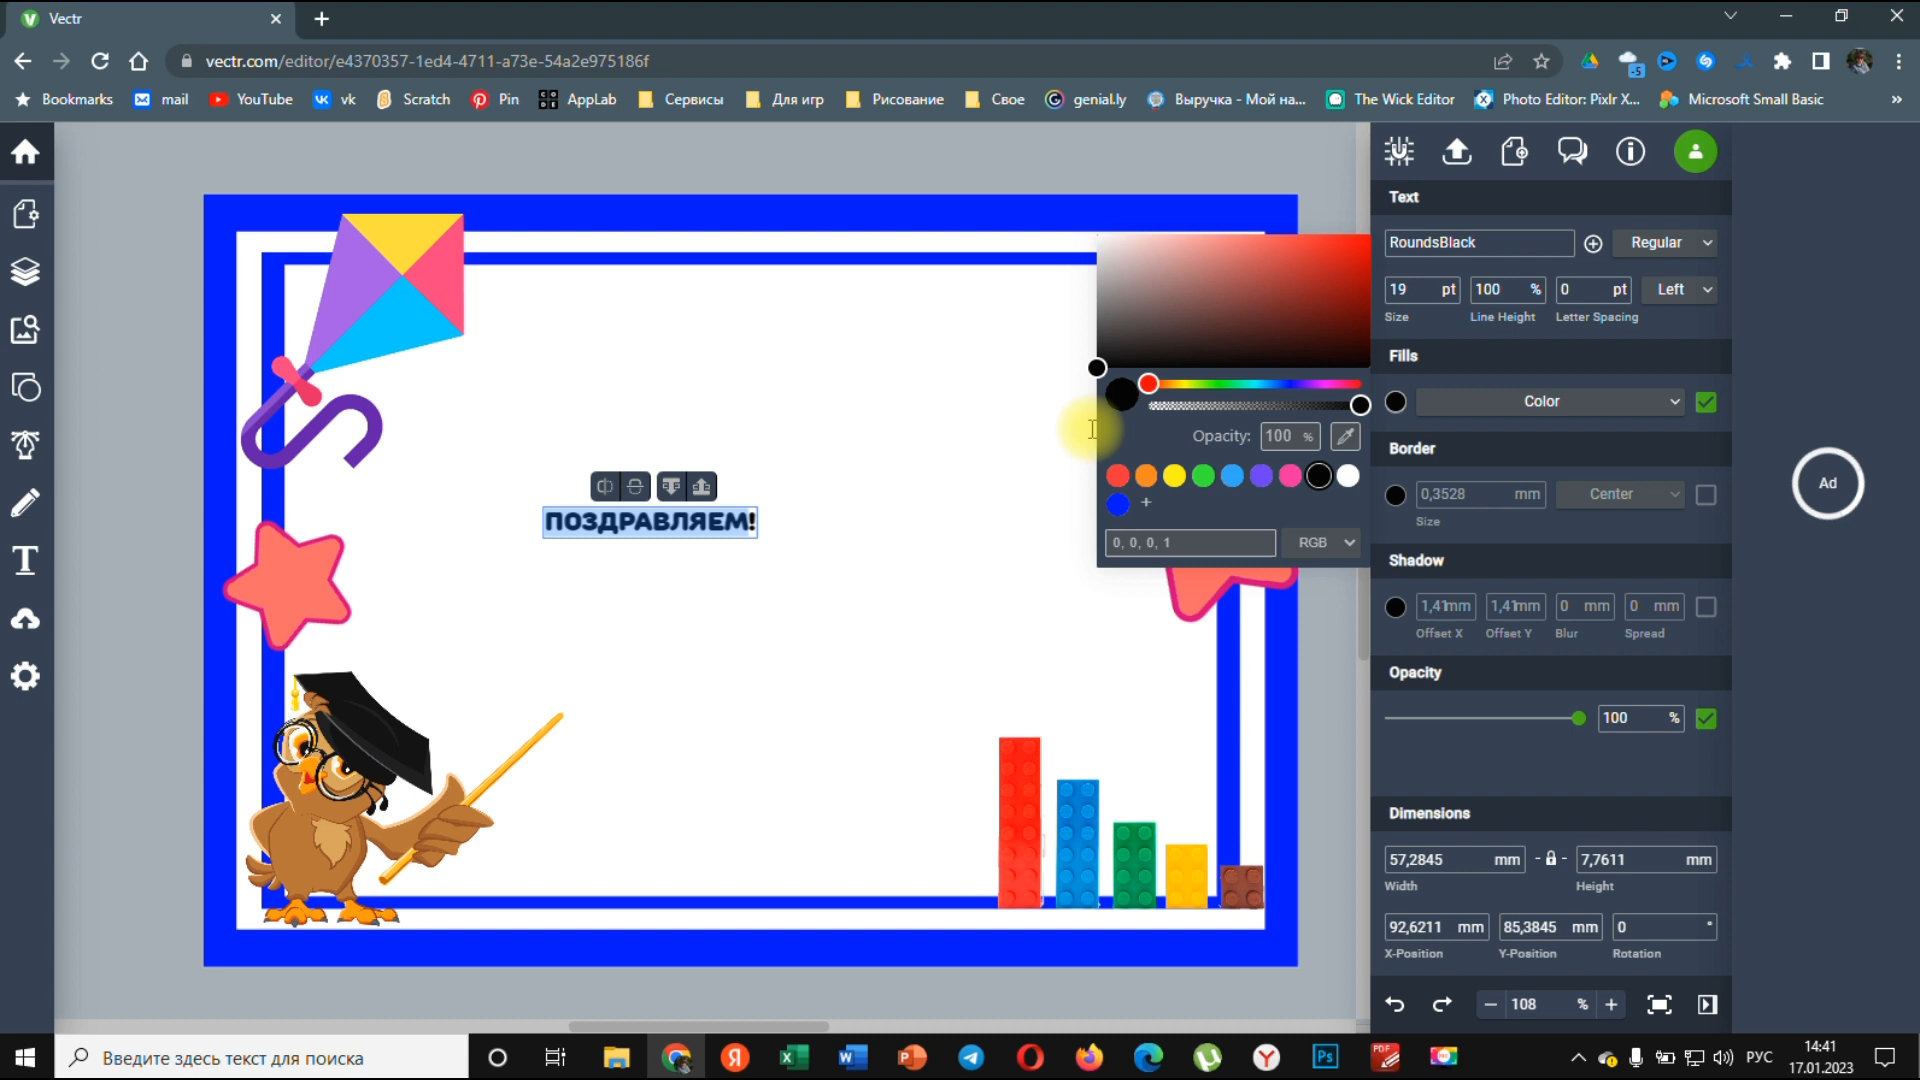 Vectr
vectr.com/editor/e4370357-1ed4-4711-a73e-54a2e975186f
-5
Bookmarks mail YouTube vk Scratch Pin AppLab Сервисы Для игр Рисование Свое genial.ly Выручка - Мой на... The Wick Editor Photo Editor: Pixlr X... Microsoft Small Basic »
Text
RoundsBlack Regular
19 pt 100 % 0 pt Left
Size Line Height Letter Spacing
Fills
Color
Border
0,3528 mm Center
Size
Shadow
1,41mm 1,41mm 0 mm 0 mm
Offset X Offset Y Blur Spread
Opacity
100 %
Dimensions
57,2845 mm 7,7611 mm
Width Height
92,6211 mm 85,3845 mm 0 °
X-Position Y-Position Rotation
108 %
Opacity: 100 %
0, 0, 0, 1 RGB
ПОЗДРАВЛЯЕМ!
Ad
Введите здесь текст для поиска
Я X W P Y Ps PDF
РУС
14:41
17.01.2023